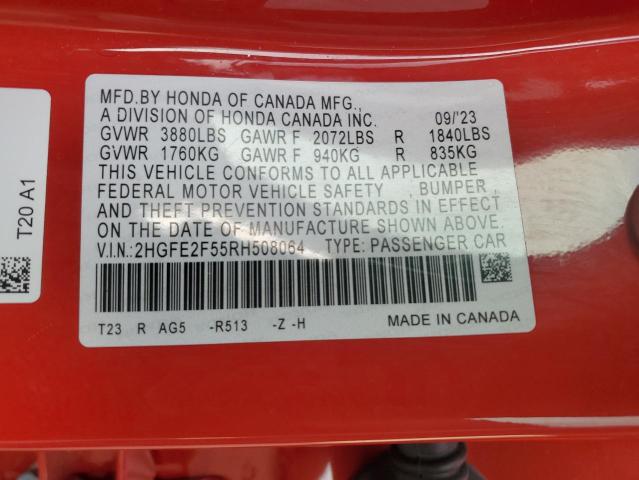 MFD.BY HONDA OF CANADA MFG.,
A DIVISION OF HONDA CANADA INC. 09/'23
GVWR 3880LBS GAWR F 2072LBS R 1840LBS
GVWR 1760KG GAWR F 940KG R 835KG
THIS VEHICLE CONFORMS TO ALL APPLICABLE
FEDERAL MOTOR VEHICLE SAFETY , BUMPER ,
AND THEFT PREVENTION STANDARDS IN EFFECT
ON THE DATE OF MANUFACTURE SHOWN ABOVE.
V.I.N.:2HGFE2F55RH508064 TYPE: PASSENGER CAR
T23 R AG5 -R513 -Z -H MADE IN CANADA
T20 A1